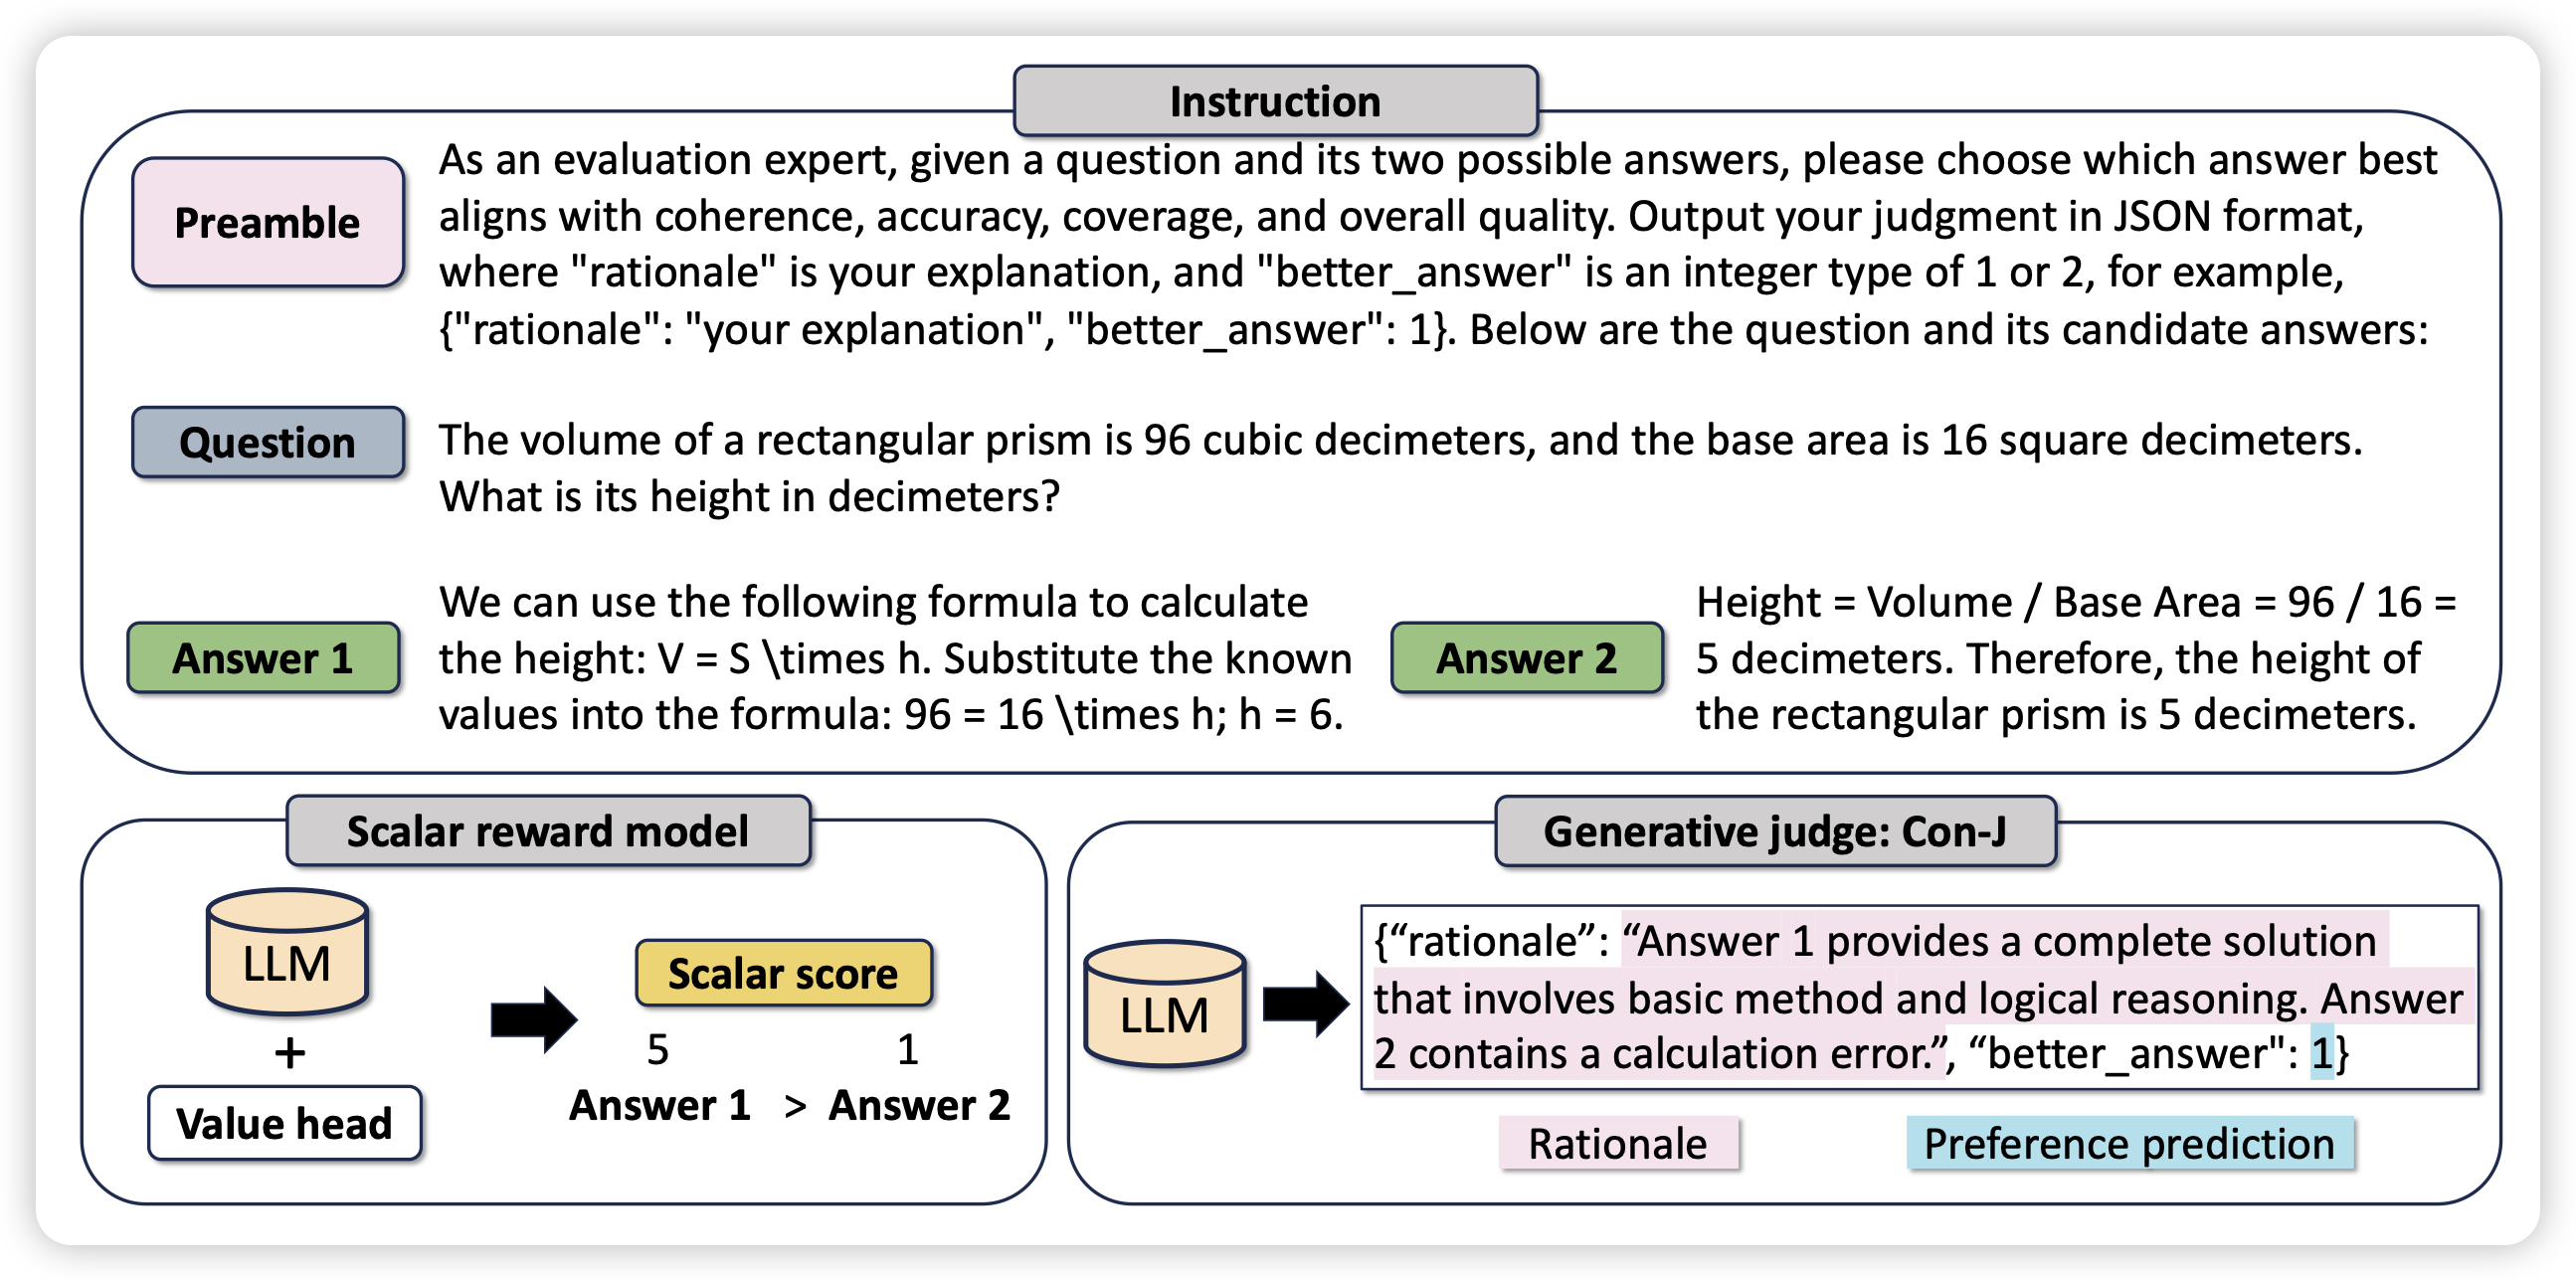 Instruction
Preamble
As an evaluation expert, given a question and its two possible answers, please choose which answer best
aligns with coherence, accuracy, coverage, and overall quality. Output your judgment in JSON format,
where "rationale" is your explanation, and "better_answer" is an integer type of 1 or 2, for example,
{"rationale": "your explanation", "better_answer": 1}. Below are the question and its candidate answers:
Question
The volume of a rectangular prism is 96 cubic decimeters, and the base area is 16 square decimeters.
What is its height in decimeters?
Answer 1
We can use the following formula to calculate
the height: V = S \times h. Substitute the known
values into the formula: 96 = 16 \times h; h = 6.
Answer 2
Height = Volume / Base Area = 96 / 16 =
5 decimeters. Therefore, the height of
the rectangular prism is 5 decimeters.
Scalar reward model
LLM
+
Value head
Scalar score
5 1
Answer 1 > Answer 2
Generative judge: Con-J
LLM
{“rationale”: “Answer 1 provides a complete solution
that involves basic method and logical reasoning. Answer
2 contains a calculation error.”, “better_answer": 1}
Rationale
Preference prediction